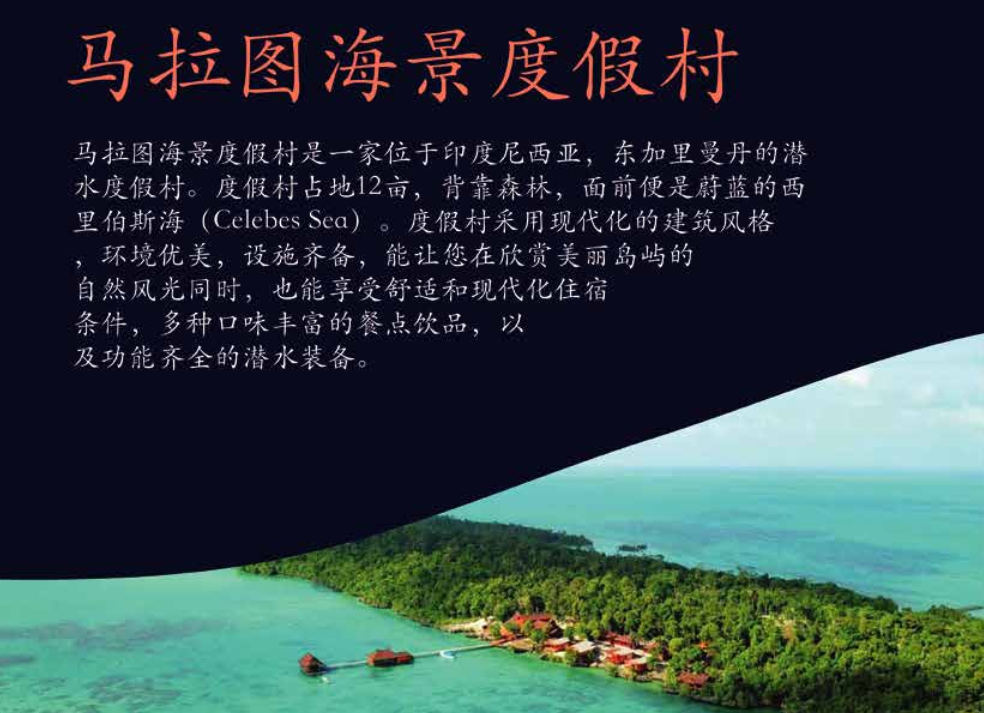 马拉图海景度假村
马拉图海景度假村是一家位于印度尼西亚，东加里曼丹的潜
水度假村。度假村占地12亩，背靠森林，面前便是蔚蓝的西
里伯斯海（Celebes Sea）。度假村采用现代化的建筑风格
，环境优美，设施齐备，能让您在欣赏美丽岛屿的
自然风光同时，也能享受舒适和现代化住宿
条件，多种口味丰富的餐点饮品，以
及功能齐全的潜水装备。